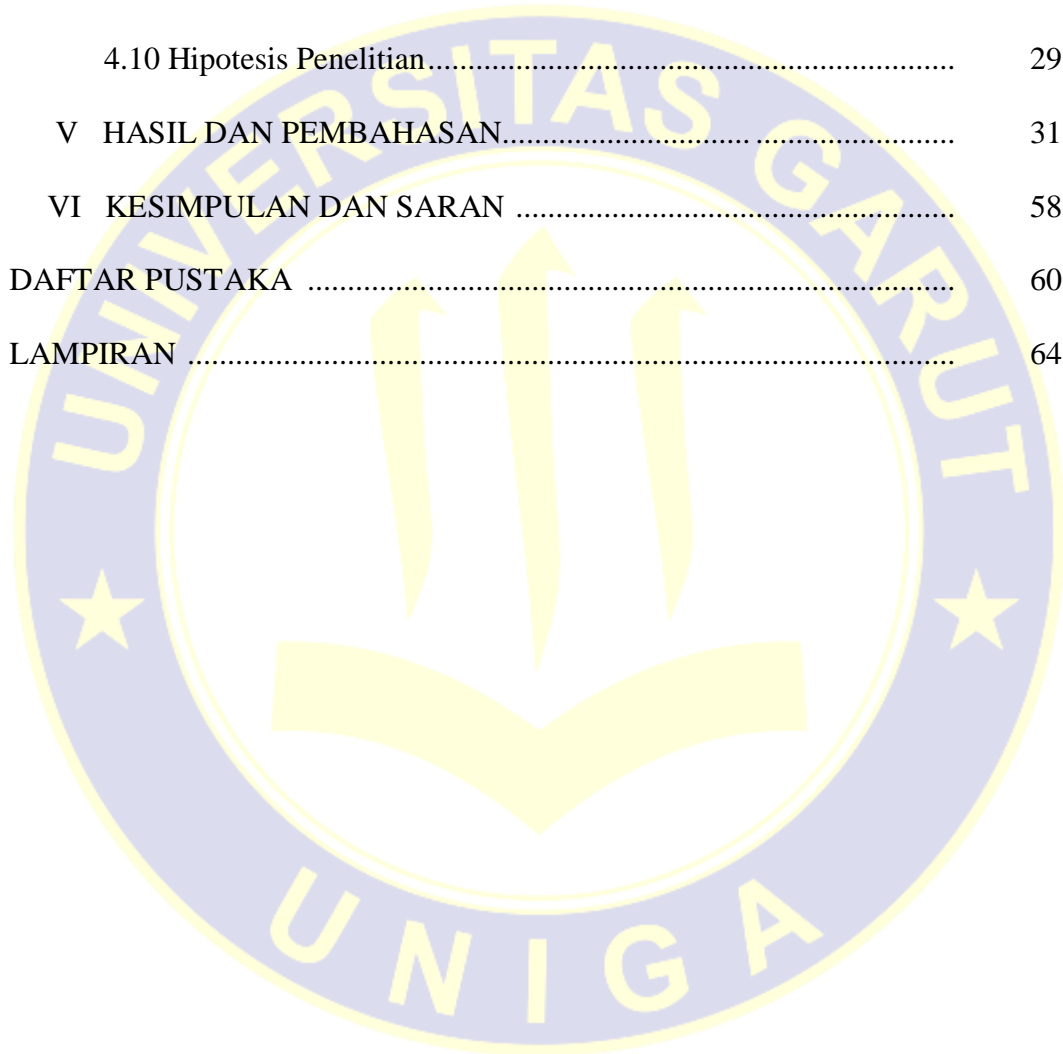 4.10 Hipotesis Penelitian........................................................................ 29
V HASIL DAN PEMBAHASAN.................................. ........................... 31
VI KESIMPULAN DAN SARAN ............................................................ 58
DAFTAR PUSTAKA ........................................................................................ 60
LAMPIRAN ........................................................................................................ 64
UNIVERSITAS GARUT
UNIGA